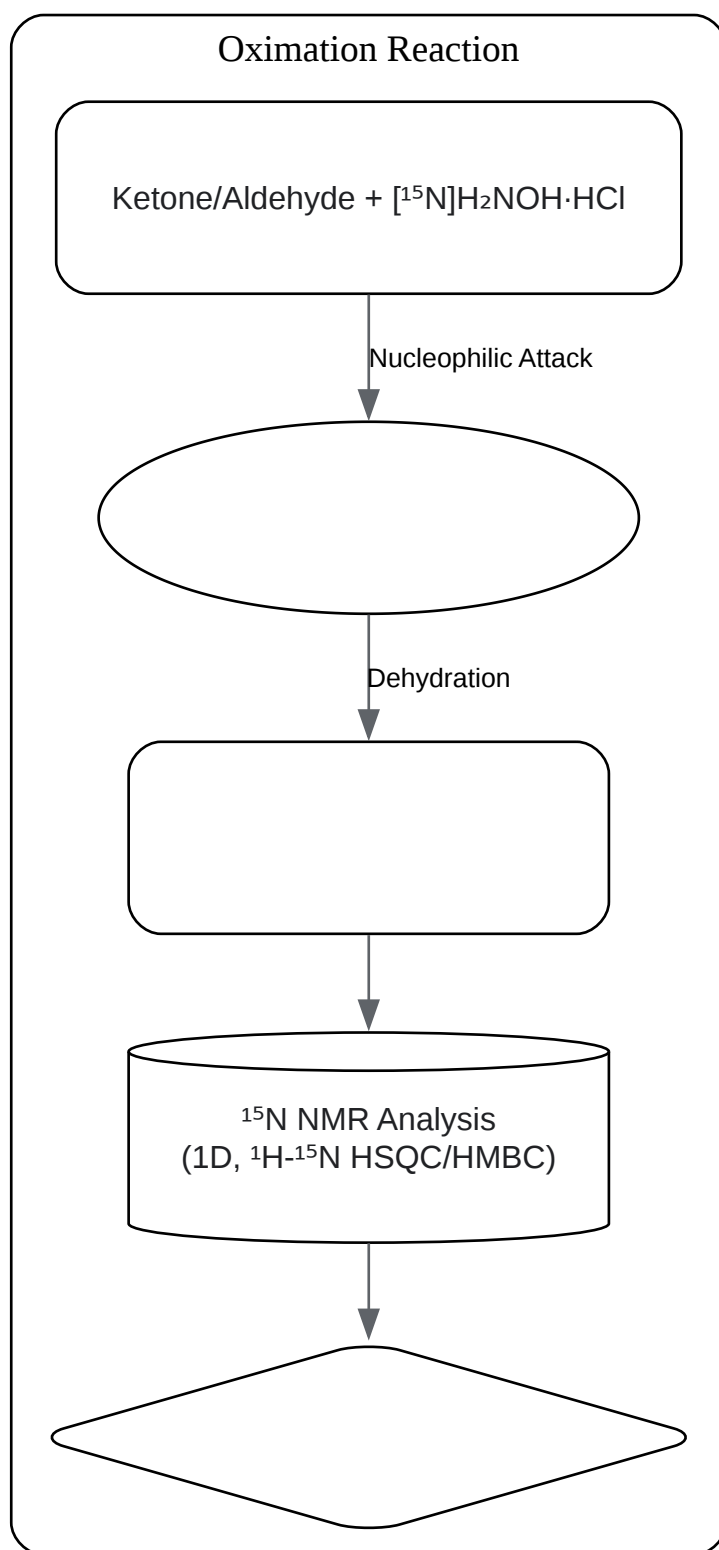 Oximation Reaction
Ketone/Aldehyde + [¹⁵N]H₂NOH·HCl
Nucleophilic Attack
Dehydration
¹⁵N NMR Analysis
(1D, ¹H-¹⁵N HSQC/HMBC)